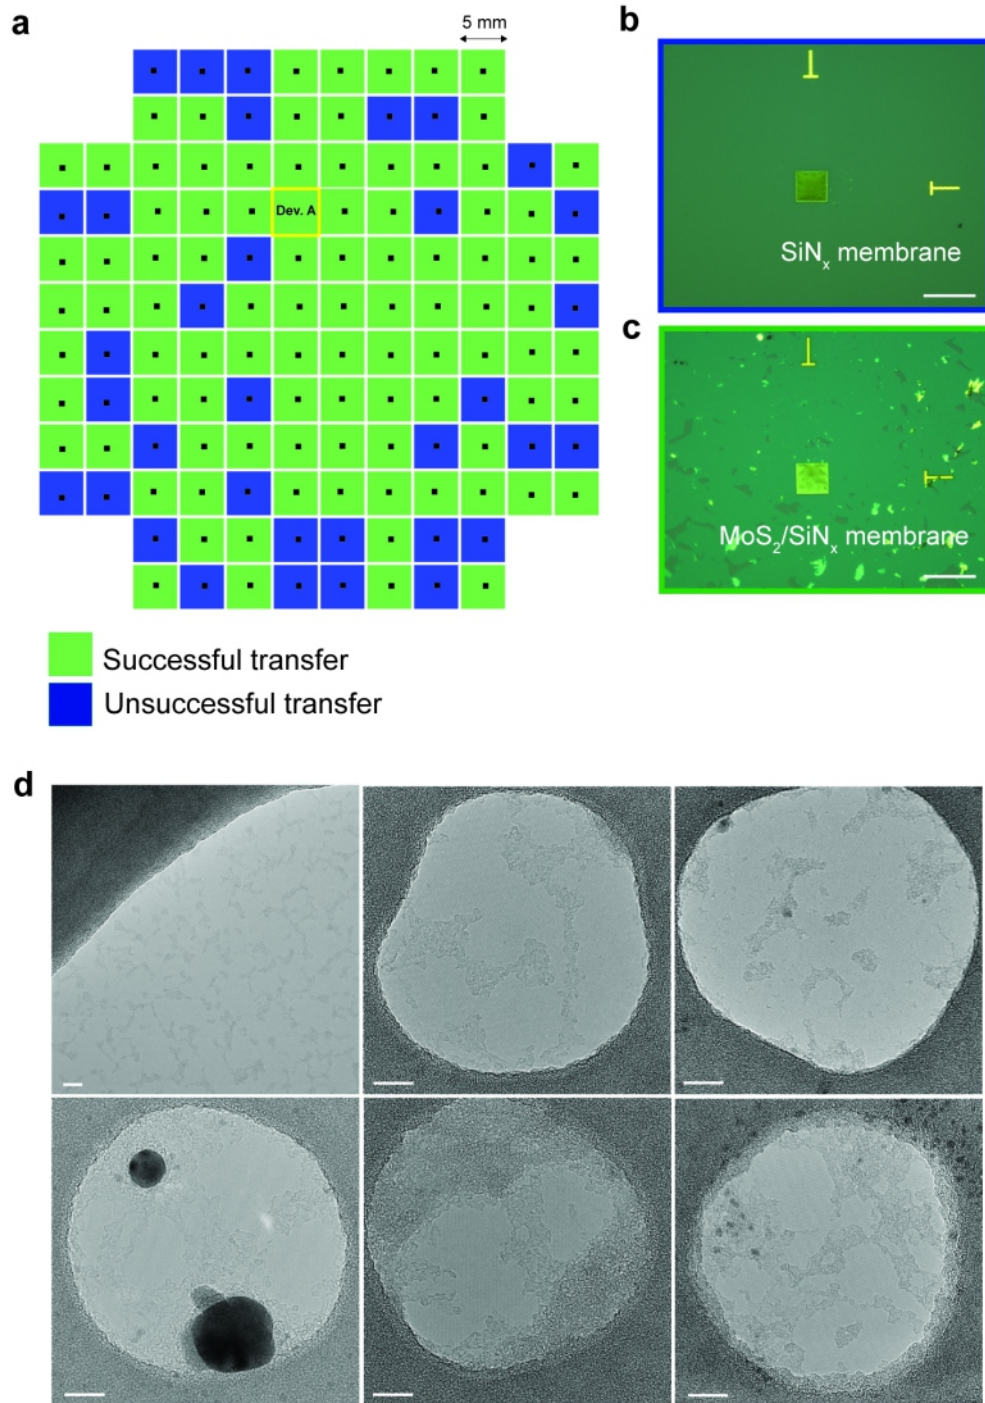 a
5 mm
Dev. A
Successful transfer
Unsuccessful transfer
b
SiNₓ membrane
c
MoS₂/SiNₓ membrane
d